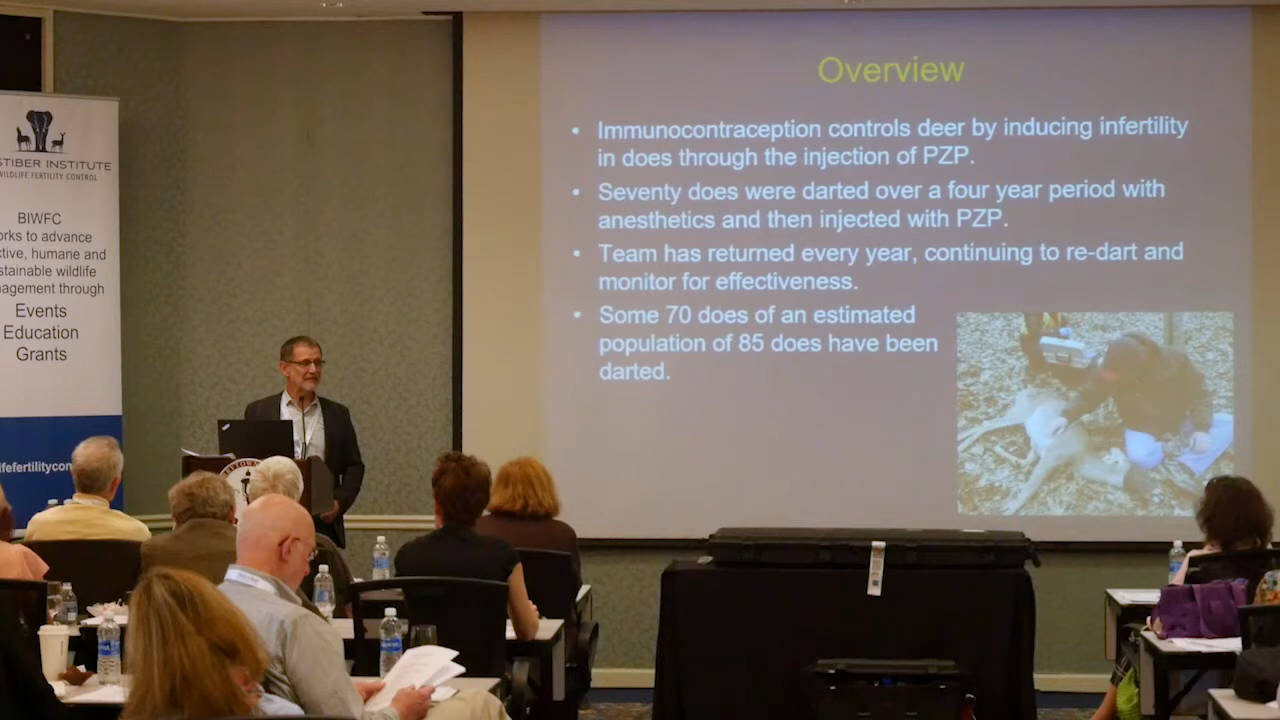 STIBER INSTITUTE
WILDLIFE FERTILITY CONTROL
BIWFC
orks to advance
ctive, humane and
stainable wildlife
nagement through
Events
Education
Grants
lifefertilitycon
Overview
• Immunocontraception controls deer by inducing infertility
in does through the injection of PZP.
• Seventy does were darted over a four year period with
anesthetics and then injected with PZP.
• Team has returned every year, continuing to re-dart and
monitor for effectiveness.
• Some 70 does of an estimated
population of 85 does have been
darted.